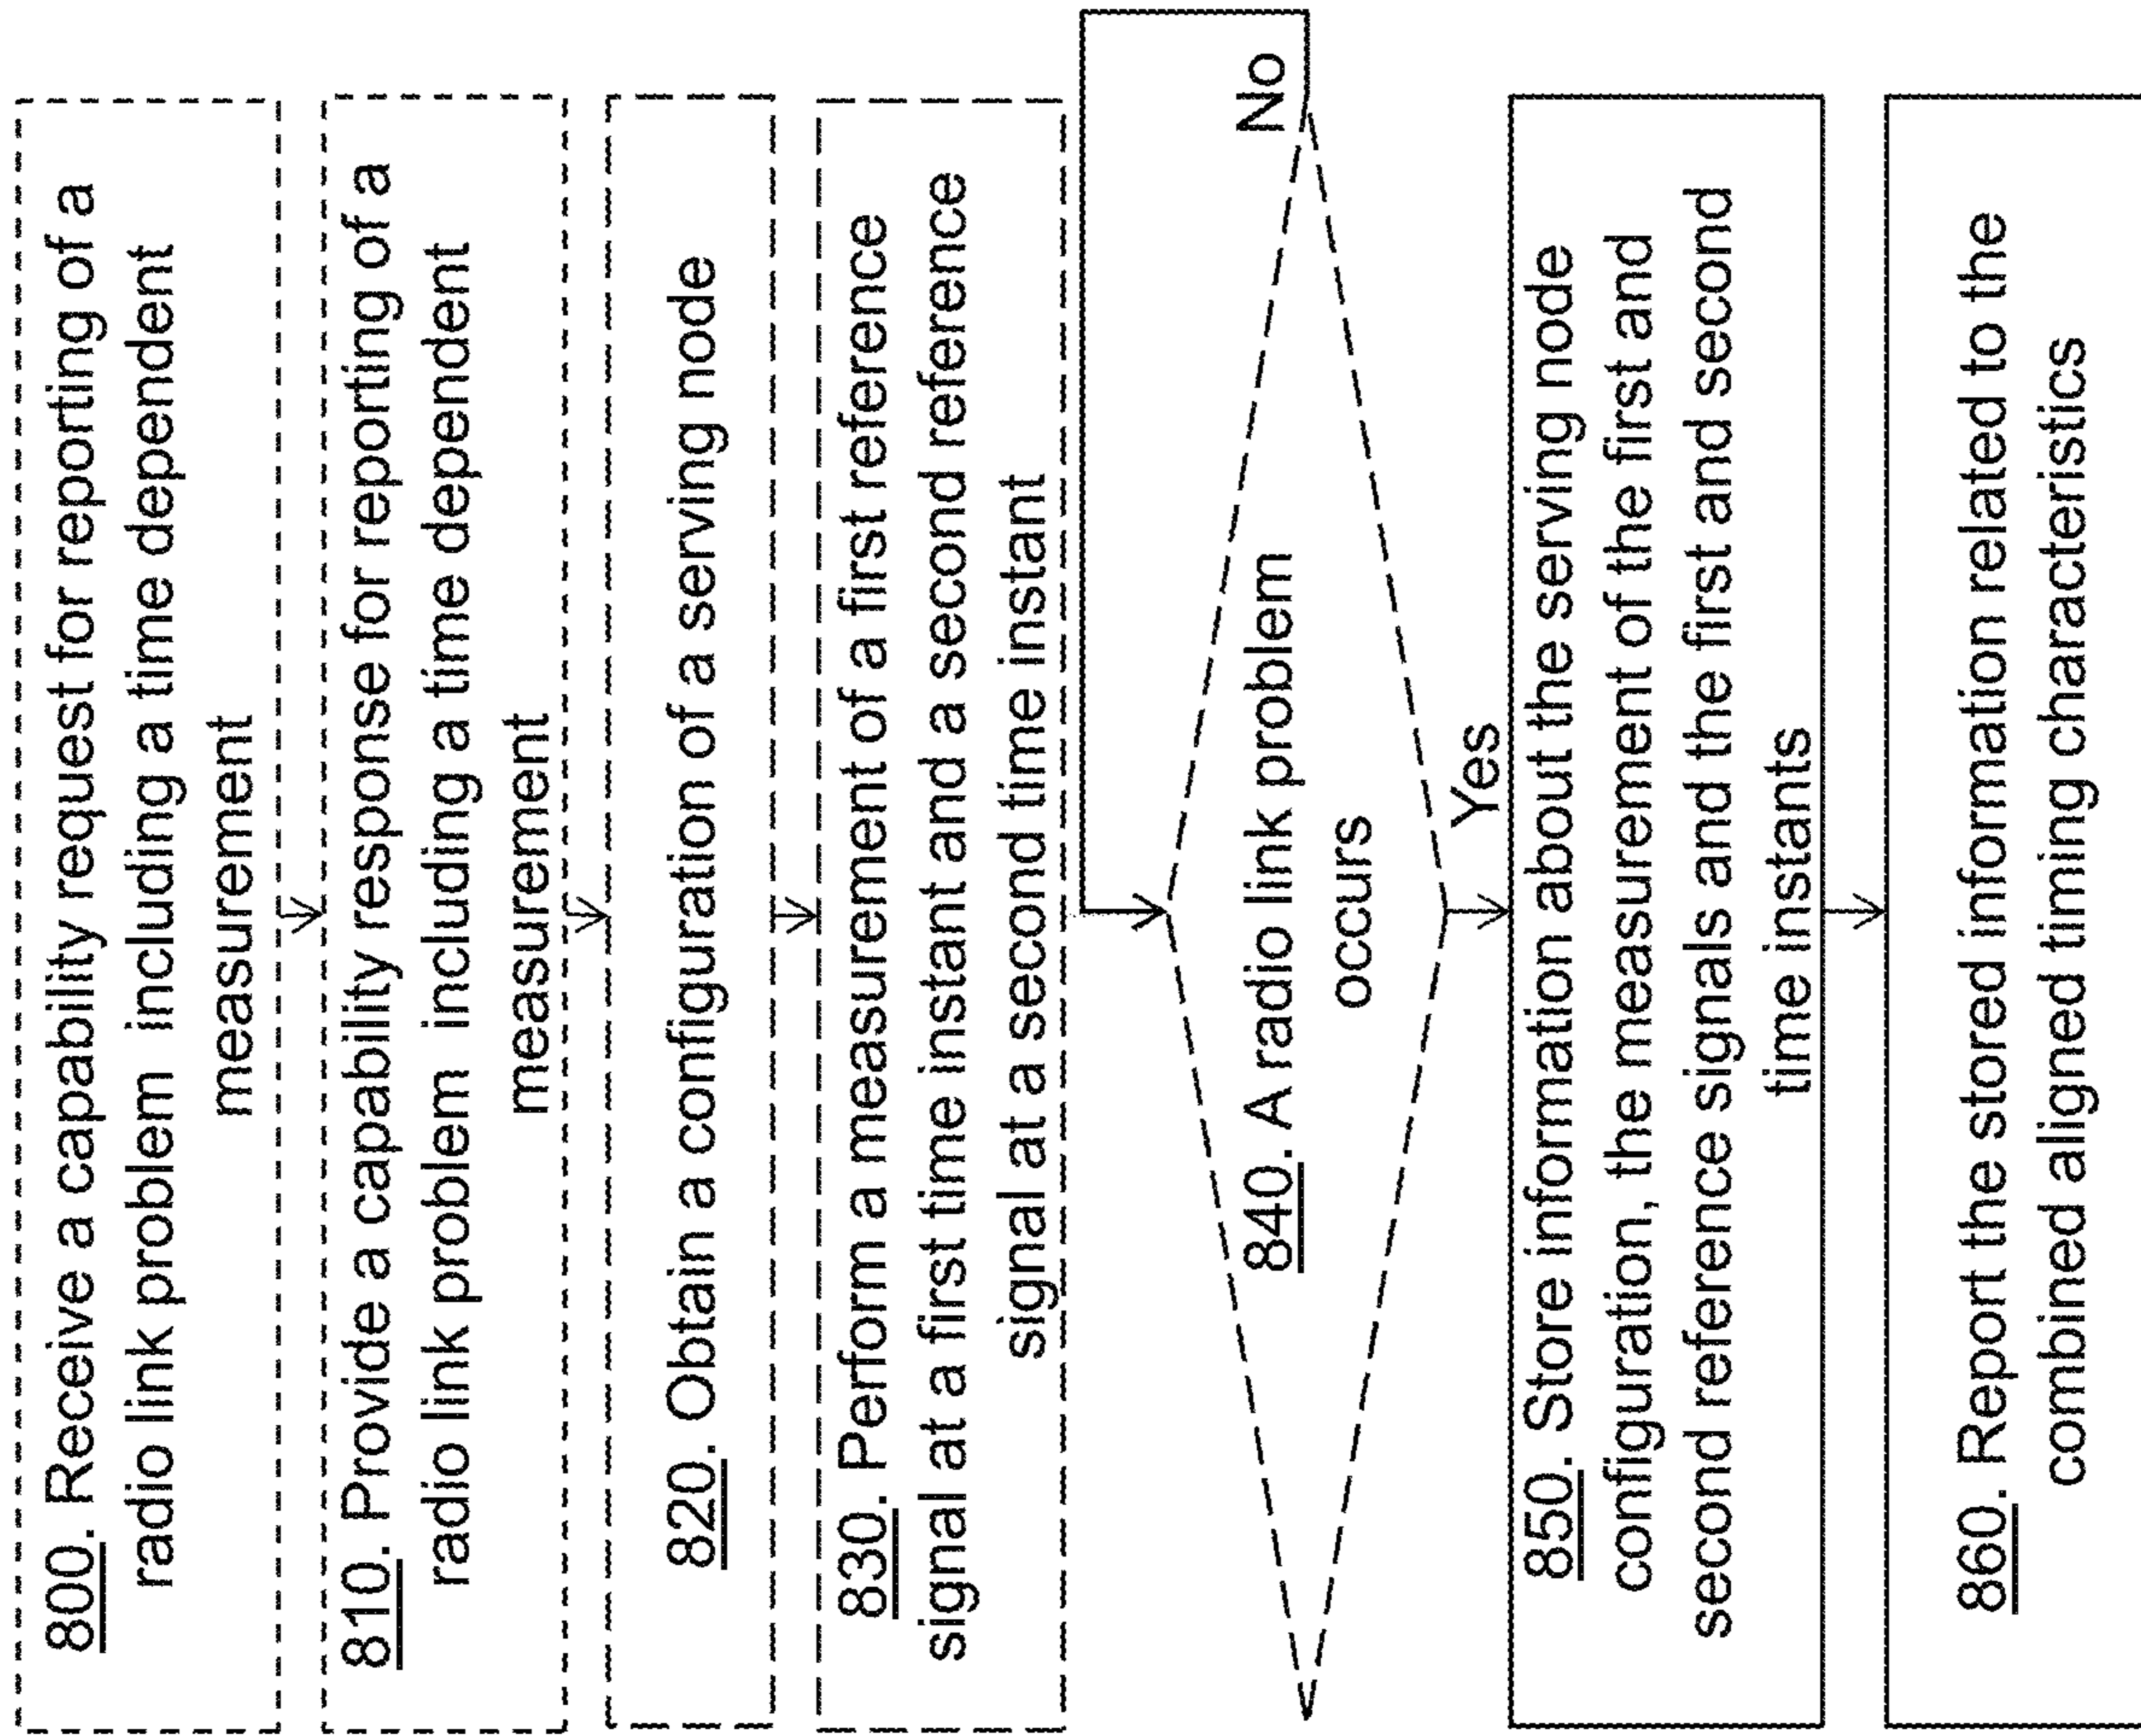 800. Receive a capability request for reporting of a
radio link problem including a time dependent
measurement
810. Provide a capability response for reporting of a
radio link problem including a time dependent
measurement
820. Obtain a configuration of a serving node
830. Perform a measurement of a first reference
signal at a first time instant and a second reference
signal at a second time instant
No
840. A radio link problem
occurs
Yes
850. Store information about the serving node
configuration, the measurement of the first and
second reference signals and the first and second
time instants
860. Report the stored information related to the
combined aligned timing characteristics